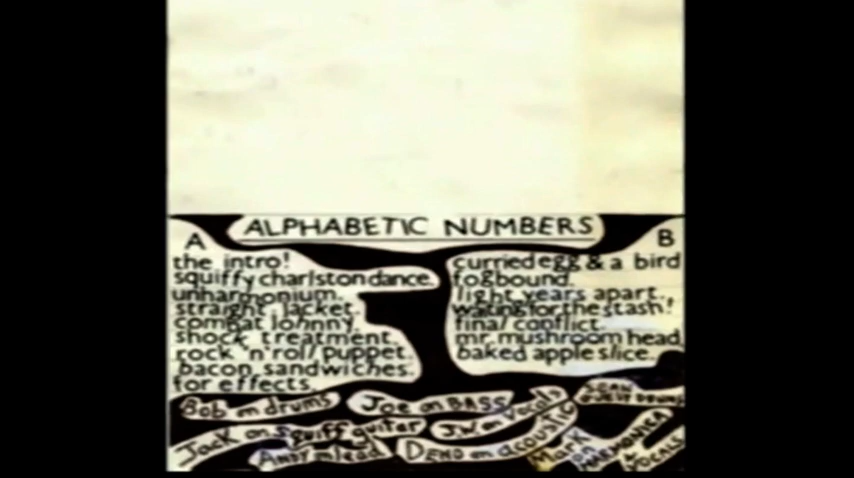 ALPHABETIC NUMBERS
A
the intro!
squiffy charlston dance.
unharmonium.
straight jacket.
combat johnny.
shock treatment.
rock 'n' roll puppet.
bacon sandwiches.
for effects.
B
curried egg & a bird
fogbound.
light years apart.
waiting for the stash!
final conflict.
mr. mushroom head
baked apple slice.
Bob on drums
Joe on BASS
Jack on squiff guitar
J.W. on Vocals
ANDY on lead
DENO on acoustic
Mark on HARMONICA & VOCALS